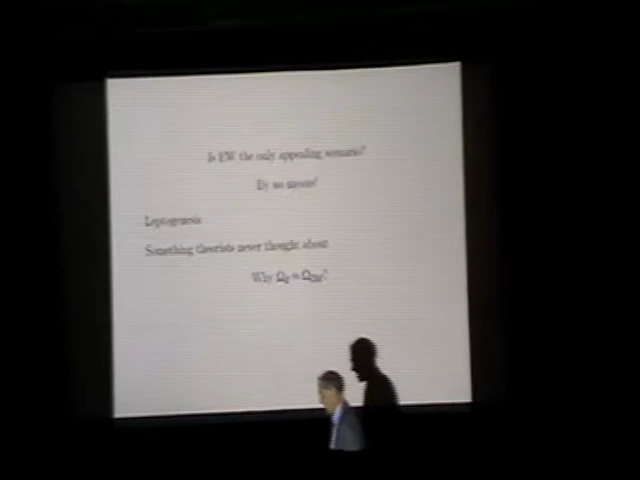 Is EW the only appealing scenario?
By no means!
Leptogenesis
Something theorists never thought about
Why Ω_B ≈ Ω_DM?